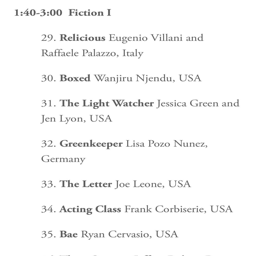 1:40-3:00 Fiction I
29. Relicious Eugenio Villani and
Raffaele Palazzo, Italy
30. Boxed Wanjiru Njendu, USA
31. The Light Watcher Jessica Green and
Jen Lyon, USA
32. Greenkeeper Lisa Pozo Nunez,
Germany
33. The Letter Joe Leone, USA
34. Acting Class Frank Corbiserie, USA
35. Bae Ryan Cervasio, USA